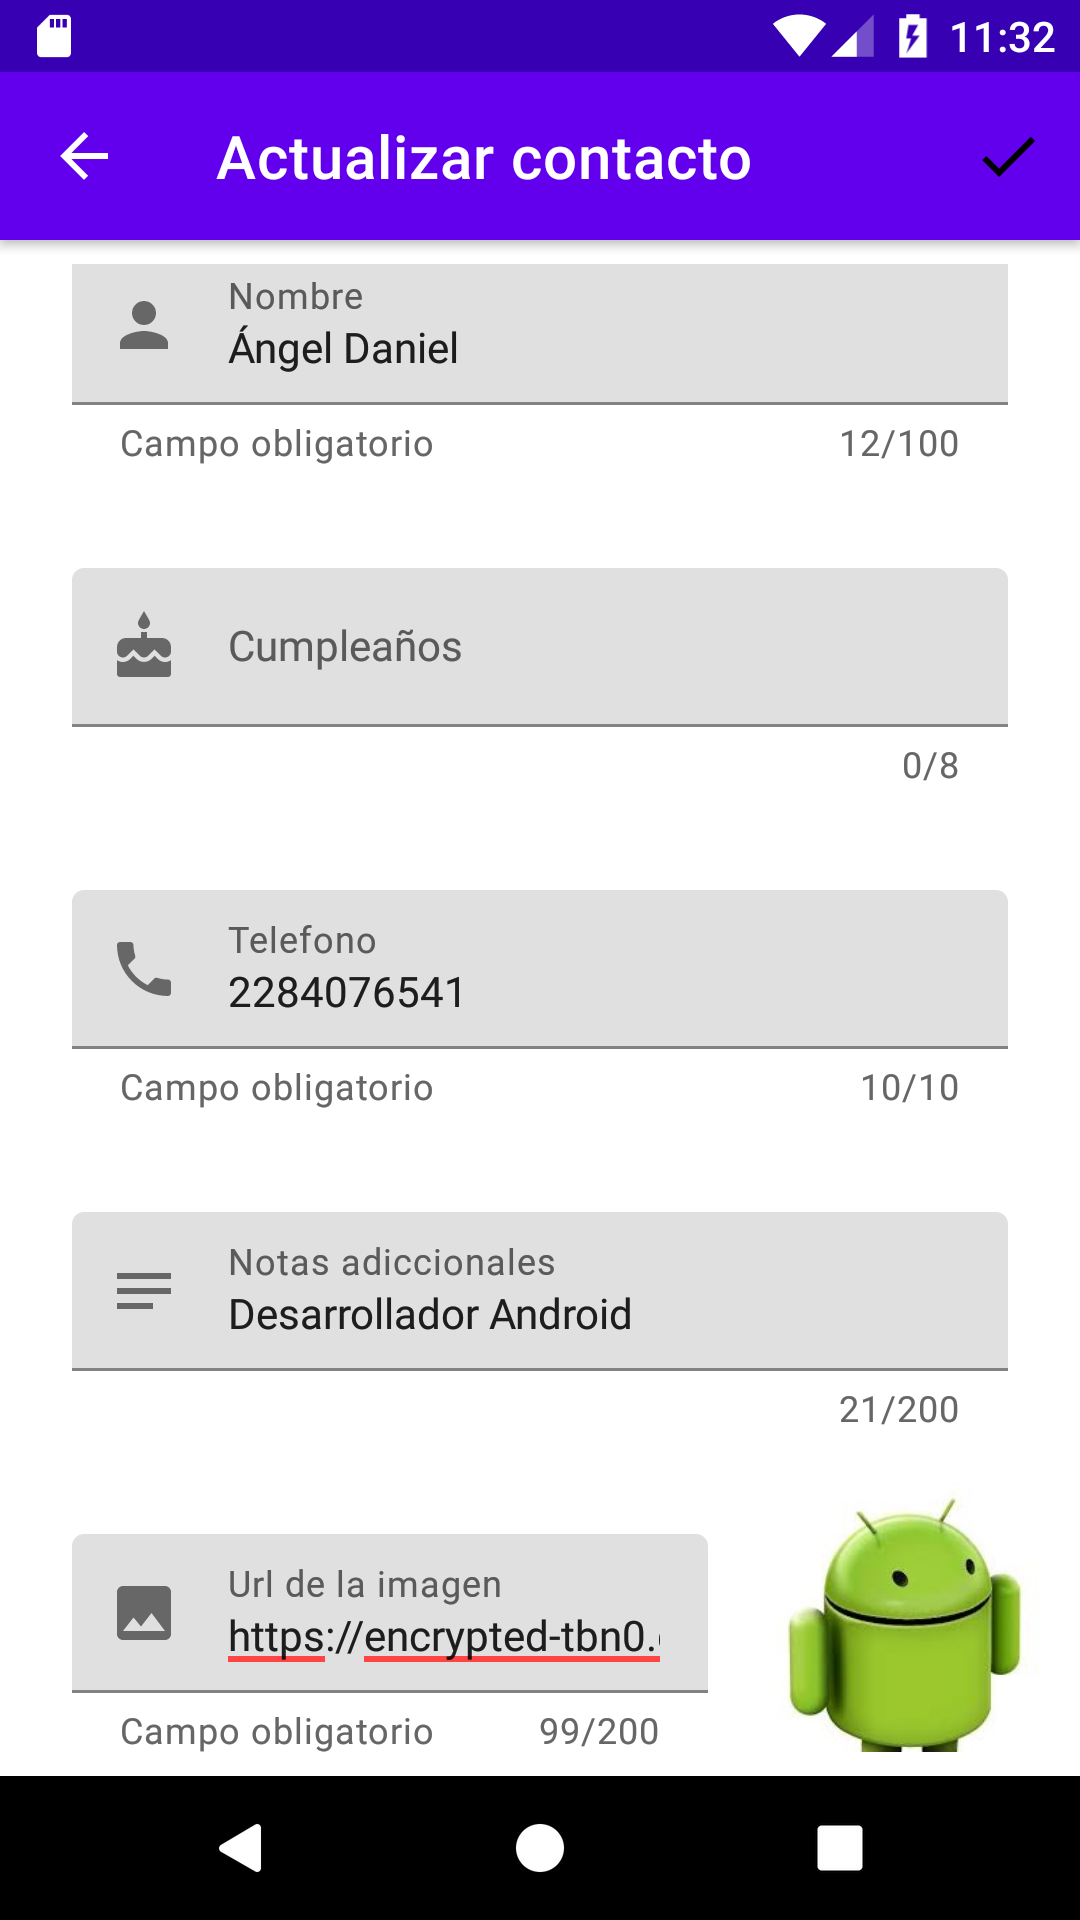 11:32
Actualizar contacto
Nombre
Ángel Daniel
Campo obligatorio 12/100
Cumpleaños
0/8
Telefono
2284076541
Campo obligatorio 10/10
Notas adiccionales
Desarrollador Android
21/200
Url de la imagen
https://encrypted-tbn0.
Campo obligatorio 99/200